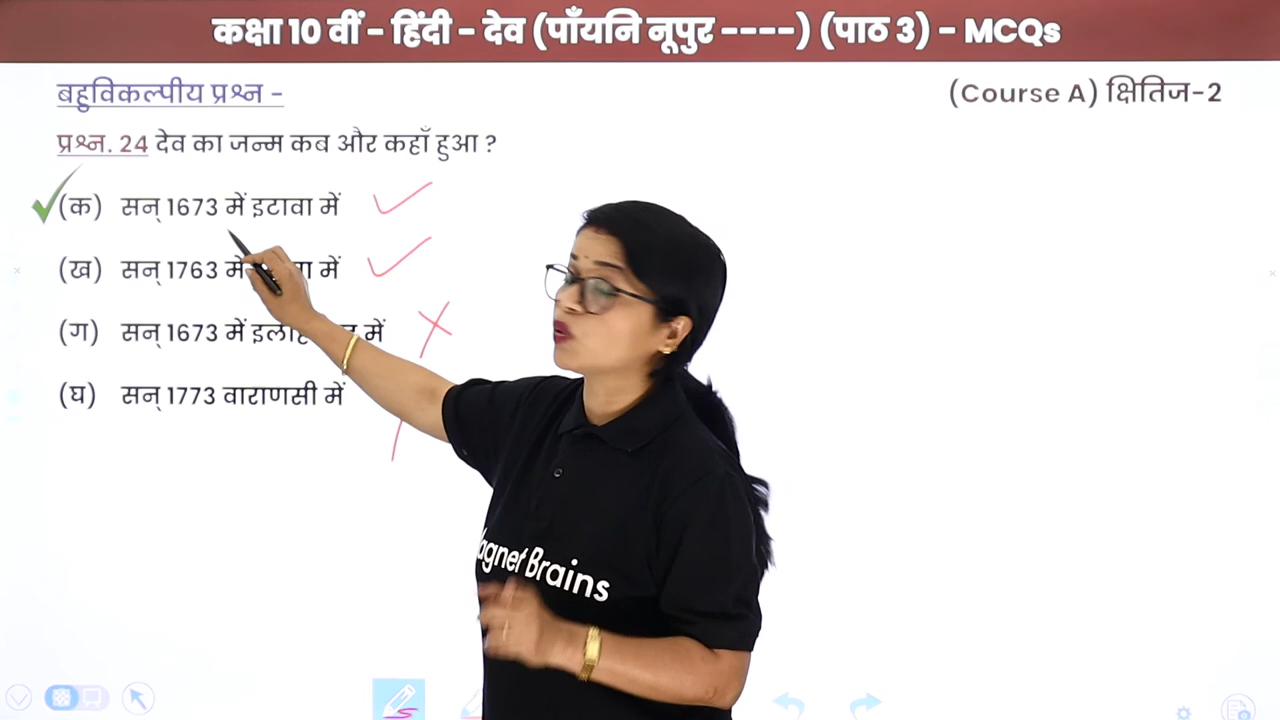 कक्षा 10 वीं - हिंदी - देव (पाँयनि नूपुर ----) (पाठ 3) - MCQs
बहुविकल्पीय प्रश्न -
(Course A) क्षितिज-2
प्रश्न. 24 देव का जन्म कब और कहाँ हुआ ?
(क) सन् 1673 में इटावा में
(ख) सन् 1763 में में
(ग) सन् 1673 में में
(घ) सन् 1773 वाराणसी में
Brains